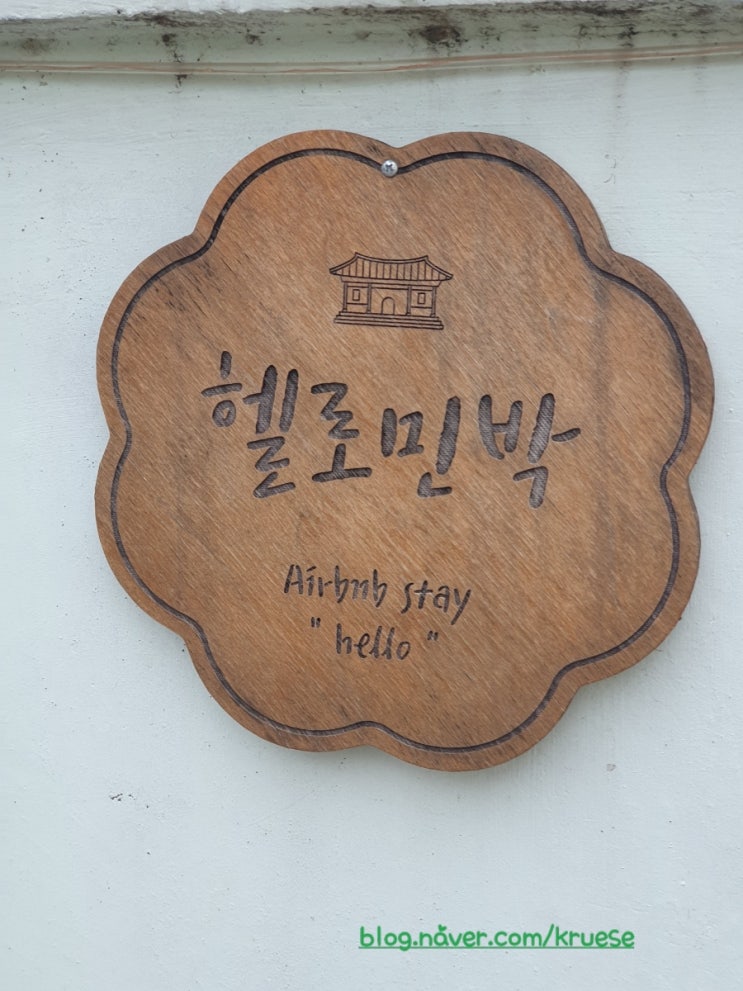 헬로민박
Airbnb stay
" hello "
blog.naver.com/kruese